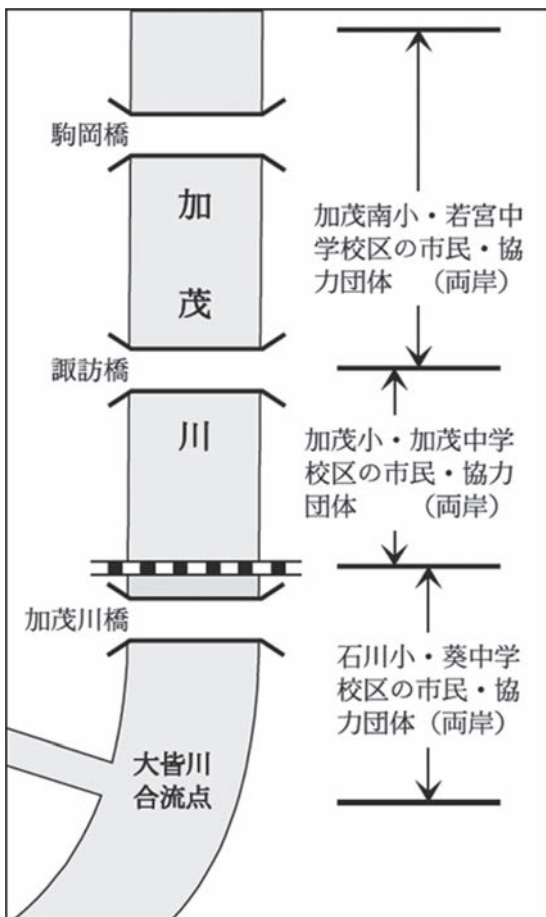 駒岡橋
加
茂
川
諏訪橋
加茂川橋
大皆川
合流点
加茂南小・若宮中
学校区の市民・協
力団体　（両岸）
加茂小・加茂中学
校区の市民・協力
団体　　（両岸）
石川小・葵中学
校区の市民・協
力団体（両岸）